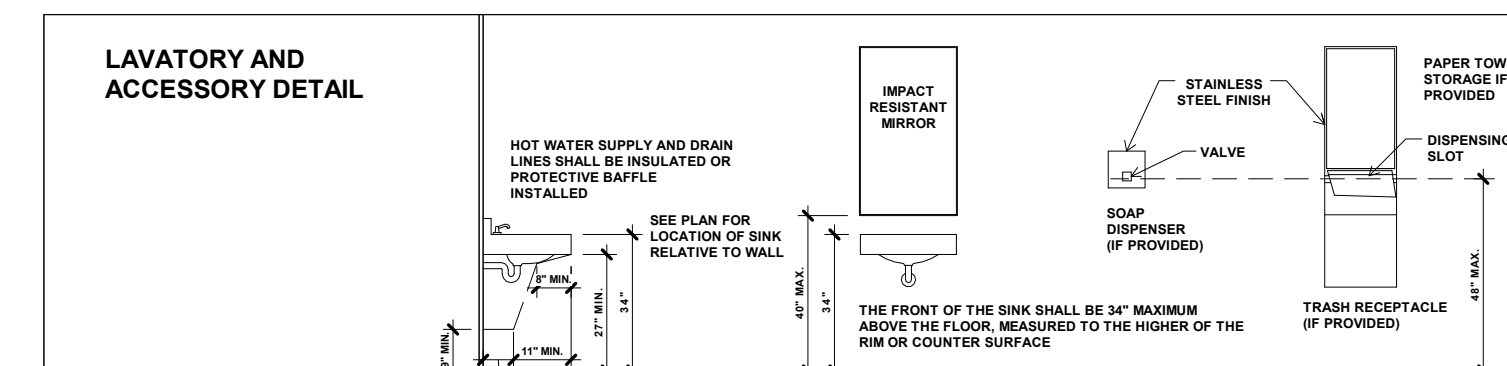 LAVATORY AND
ACCESSORY DETAIL
HOT WATER SUPPLY AND DRAIN
LINES SHALL BE INSULATED OR
PROTECTIVE BAFFLE
INSTALLED
SEE PLAN FOR
LOCATION OF SINK
RELATIVE TO WALL
8" MIN.
27" MIN.
34"
11" MIN.
9" MIN.
IMPACT
RESISTANT
MIRROR
40" MAX.
34"
THE FRONT OF THE SINK SHALL BE 34" MAXIMUM
ABOVE THE FLOOR, MEASURED TO THE HIGHER OF THE
RIM OR COUNTER SURFACE
STAINLESS
STEEL FINISH
VALVE
SOAP
DISPENSER
(IF PROVIDED)
PAPER TOW
STORAGE IF
PROVIDED
DISPENSING
SLOT
48" MAX.
TRASH RECEPTACLE
(IF PROVIDED)